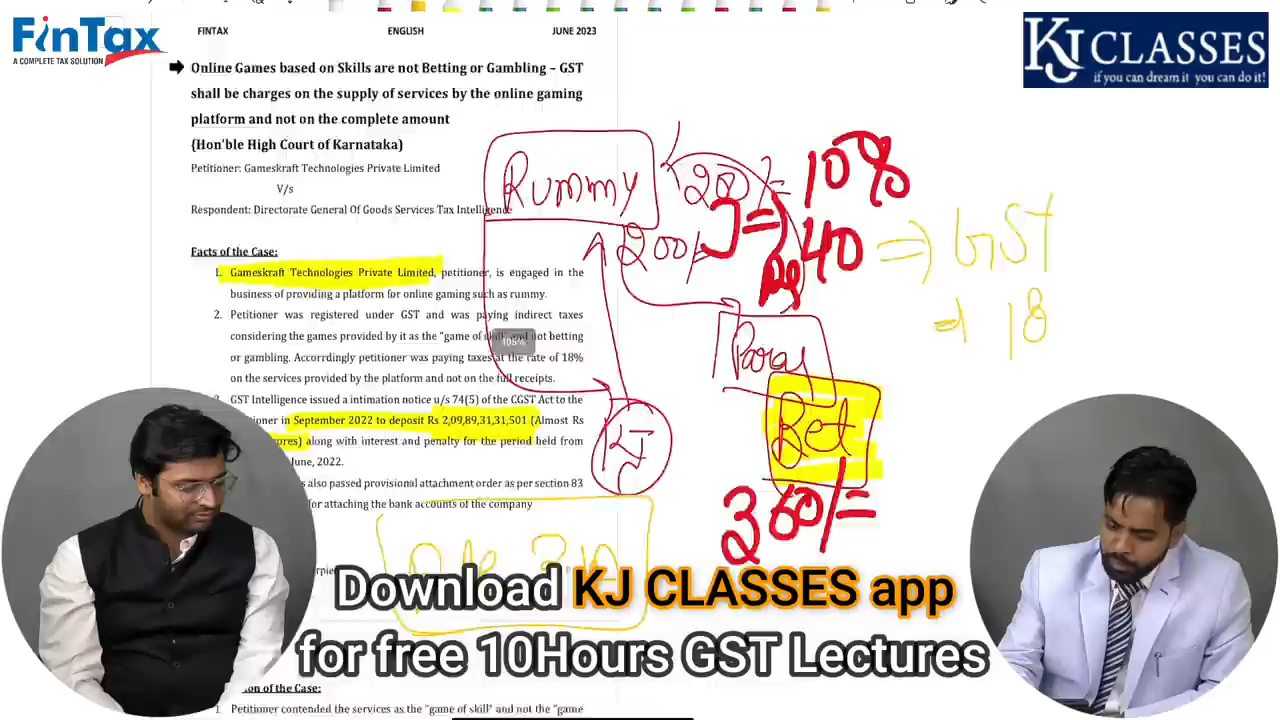 FinTax
A COMPLETE TAX SOLUTION
KJ CLASSES
if you can dream it you can do it!
FINTAX ENGLISH JUNE 2023
Online Games based on Skills are not Betting or Gambling – GST
shall be charges on the supply of services by the online gaming
platform and not on the complete amount
{Hon'ble High Court of Karnataka)
Petitioner: Gameskraft Technologies Private Limited
V/s
Respondent: Directorate General Of Goods Services Tax Intelligence
Facts of the Case:
1. Gameskraft Technologies Private Limited, petitioner, is engaged in the
business of providing a platform for online gaming such as rummy.
2. Petitioner was registered under GST and was paying indirect taxes
considering the games provided by it as the "game of skill" and not betting
or gambling. Accordingly petitioner was paying taxes at the rate of 18%
on the services provided by the platform and not on the full receipts.
GST Intelligence issued a intimation notice u/s 74(5) of the CGST Act to the
in September 2022 to deposit Rs 2,09,89,31,31,501 (Almost Rs
along with interest and penalty for the period held from
June, 2022.
also passed provisional attachment order as per section 83
for attaching the bank accounts of the company
of the Case:
1. Petitioner contended the services as the "game of skill" and not the "game
105%
Rummy
200/=
200/=
10%
40
GST
18
Paras
Bet
KJ
360/=
Download KJ CLASSES app
for free 10Hours GST Lectures